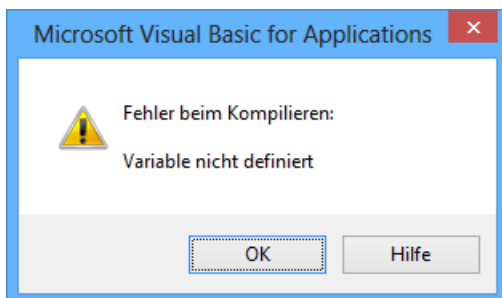 Microsoft Visual Basic for Applications
Fehler beim Kompilieren:
Variable nicht definiert
OK
Hilfe